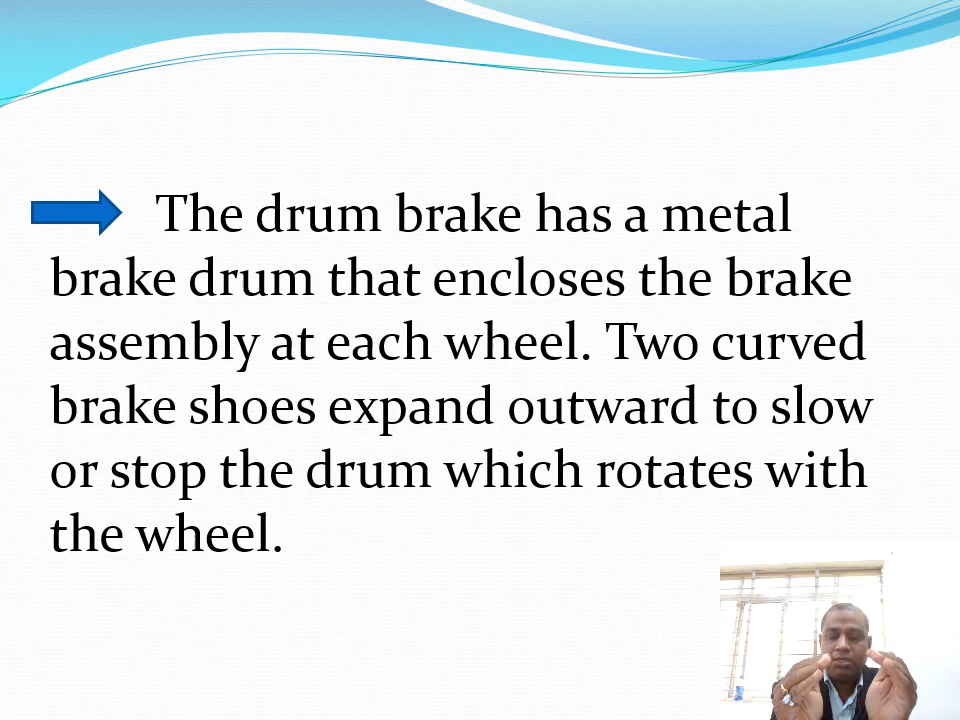 The drum brake has a metal
brake drum that encloses the brake
assembly at each wheel. Two curved
brake shoes expand outward to slow
or stop the drum which rotates with
the wheel.